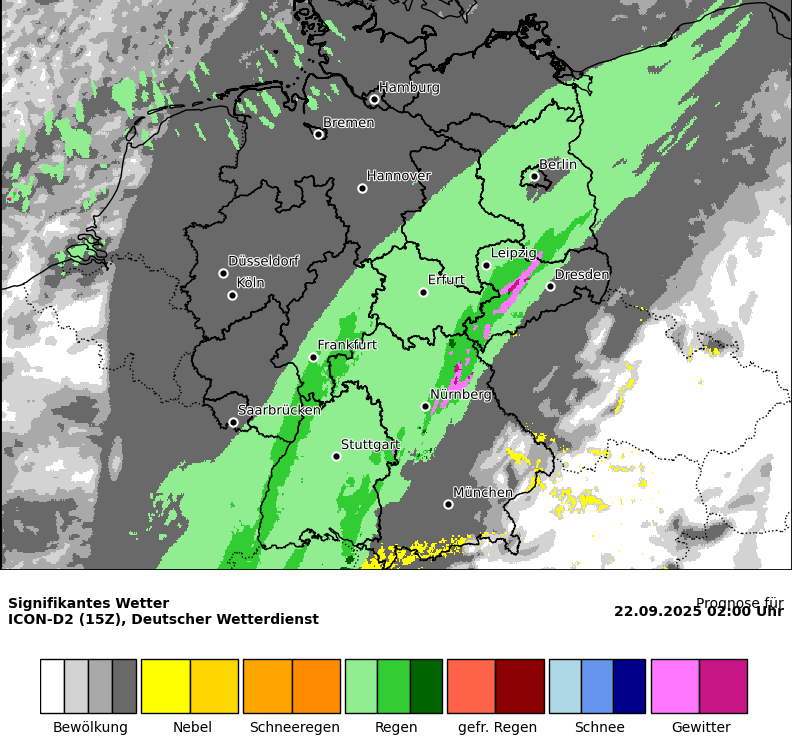 Hamburg
Bremen
Berlin
Hannover
Leipzig
Düsseldorf
Dresden
Köln
Erfurt
Frankfurt
Nürnberg
Saarbrücken
Stuttgart
München
Signifikantes Wetter
ICON-D2 (15Z), Deutscher Wetterdienst
Prognose für
22.09.2025 02:00 Uhr
Bewölkung Nebel Schneeregen Regen gefr. Regen Schnee Gewitter